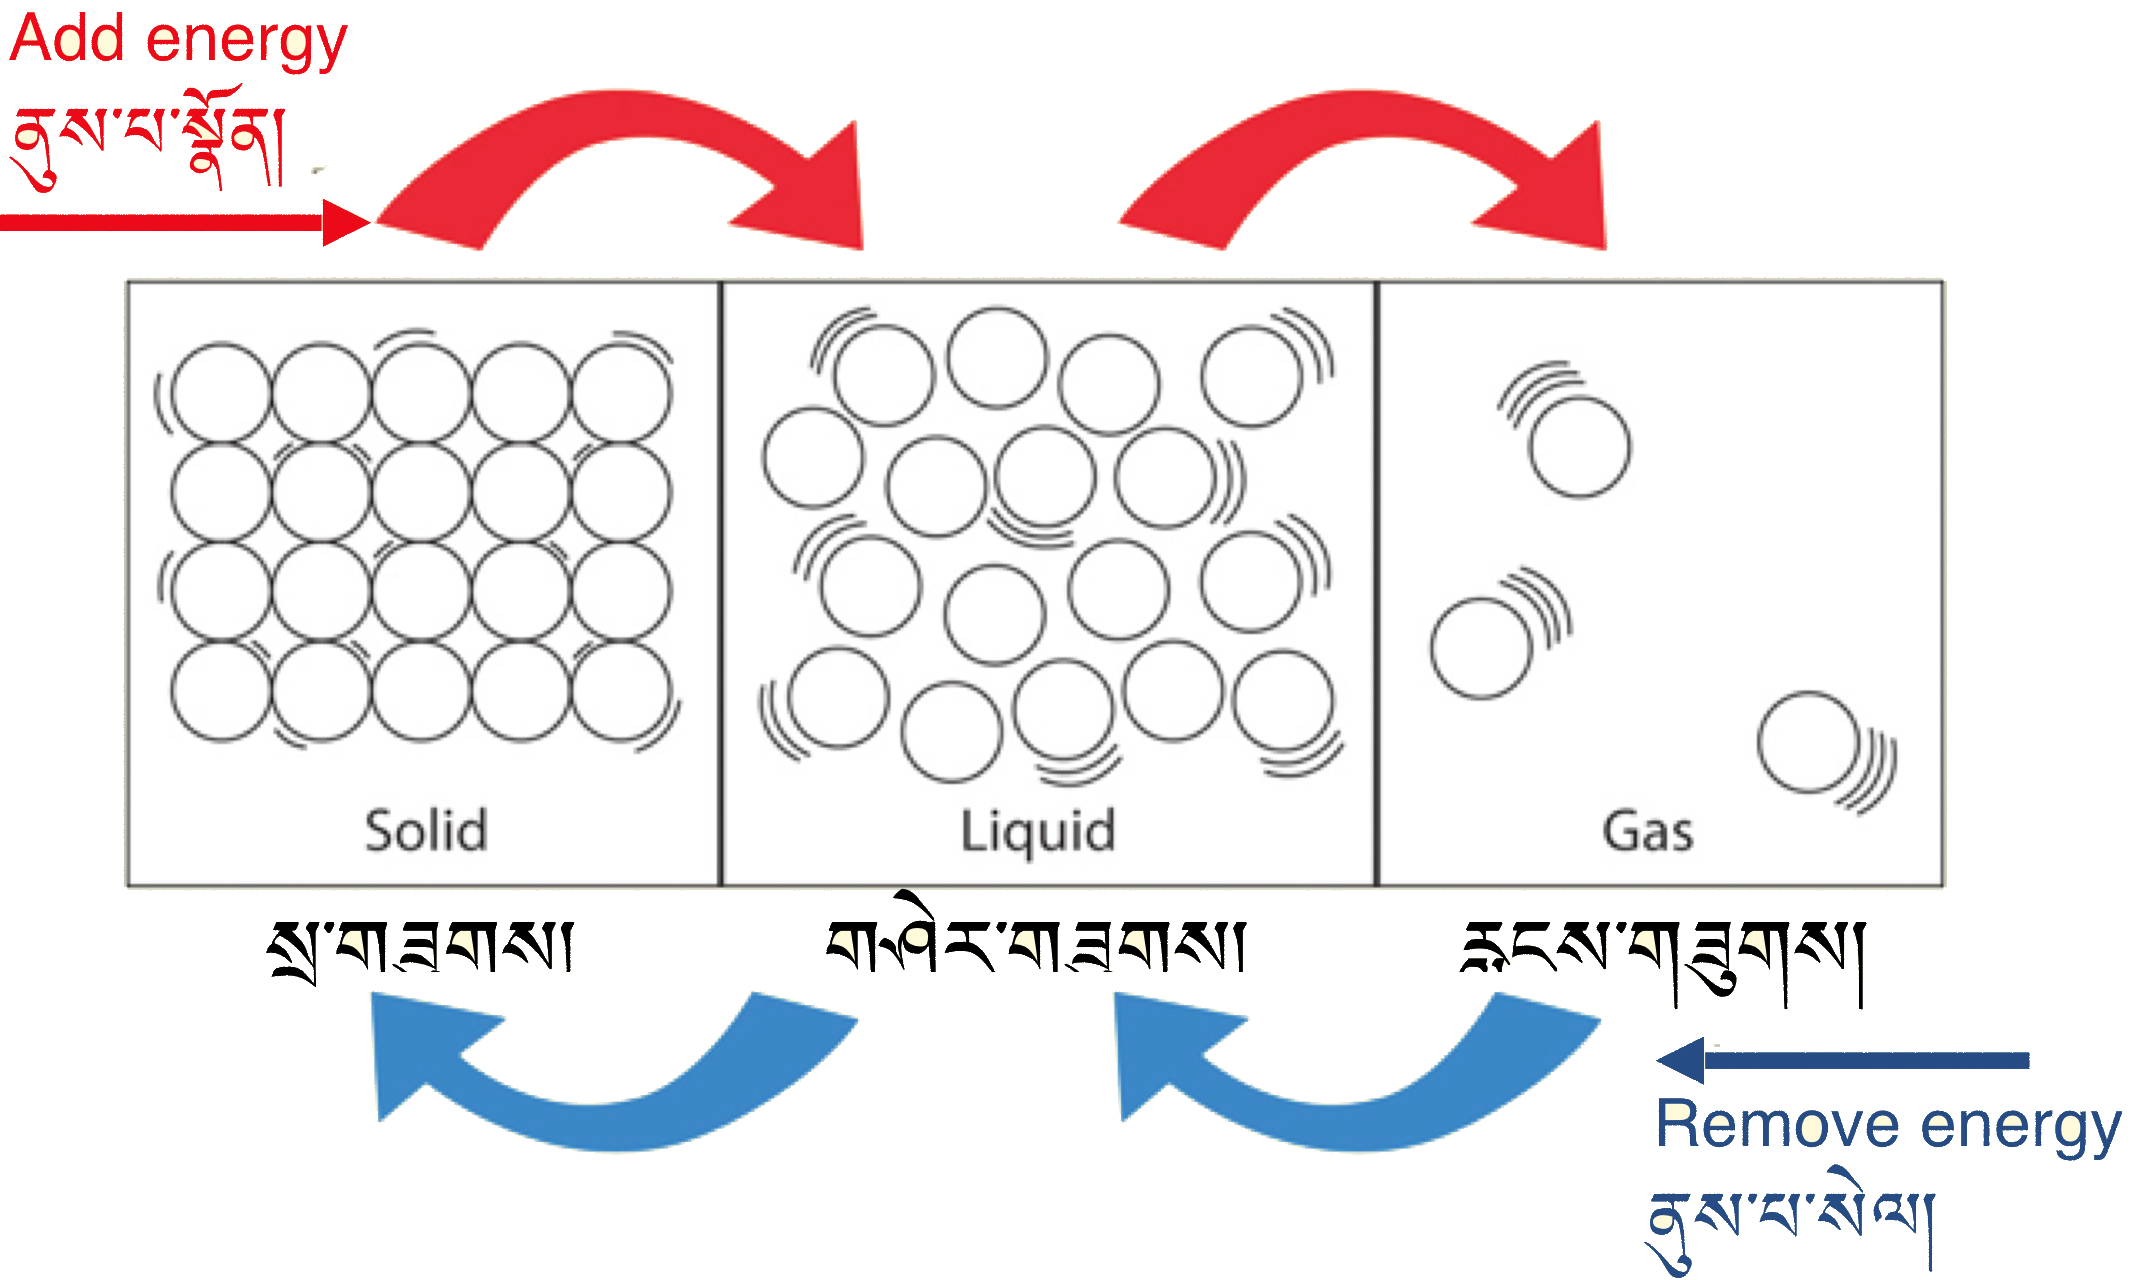 Add energy
ནུས་པ་སྣོན།
Solid
Liquid
Gas
སྲ་གཟུགས།
གཤེར་གཟུགས།
རླངས་གཟུགས།
Remove energy
ནུས་པ་སེལ།